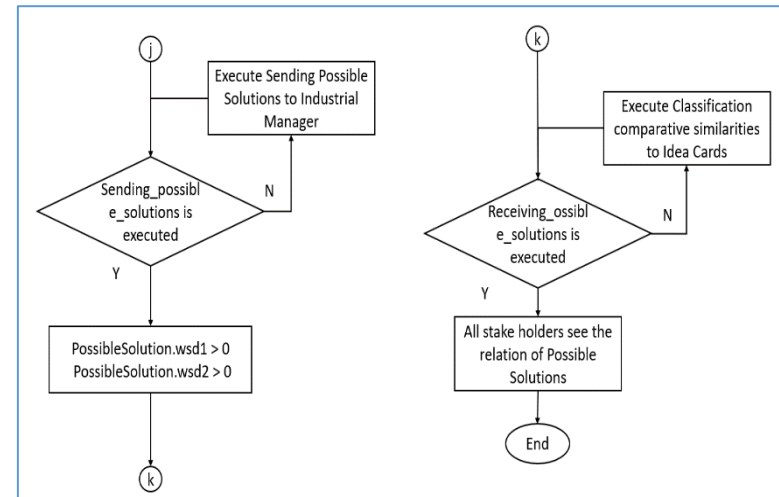 j
Execute Sending Possible
Solutions to Industrial
Manager
Sending_possibl
e_solutions is
executed
N
Y
PossibleSolution.wsd1 > 0
PossibleSolution.wsd2 > 0
k
k
Execute Classification
comparative similarities
to Idea Cards
Receiving_ossibl
e_solutions is
executed
N
Y
All stake holders see the
relation of Possible
Solutions
End